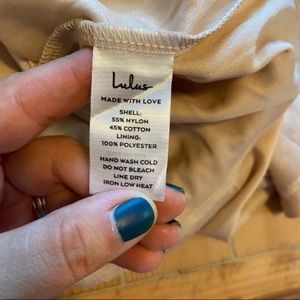 Lulus
MADE WITH LOVE
SHELL:
55% NYLON
45% COTTON
LINING:
100% POLYESTER
HAND WASH COLD
DO NOT BLEACH
LINE DRY
IRON LOW HEAT